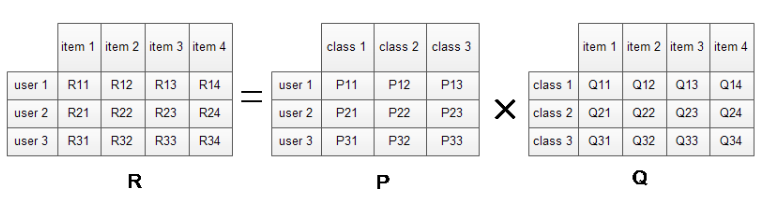 item 1 item 2 item 3 item 4
user 1 R11 R12 R13 R14
user 2 R21 R22 R23 R24
user 3 R31 R32 R33 R34
R
=
class 1 class 2 class 3
user 1 P11 P12 P13
user 2 P21 P22 P23
user 3 P31 P32 P33
P
×
item 1 item 2 item 3 item 4
class 1 Q11 Q12 Q13 Q14
class 2 Q21 Q22 Q23 Q24
class 3 Q31 Q32 Q33 Q34
Q